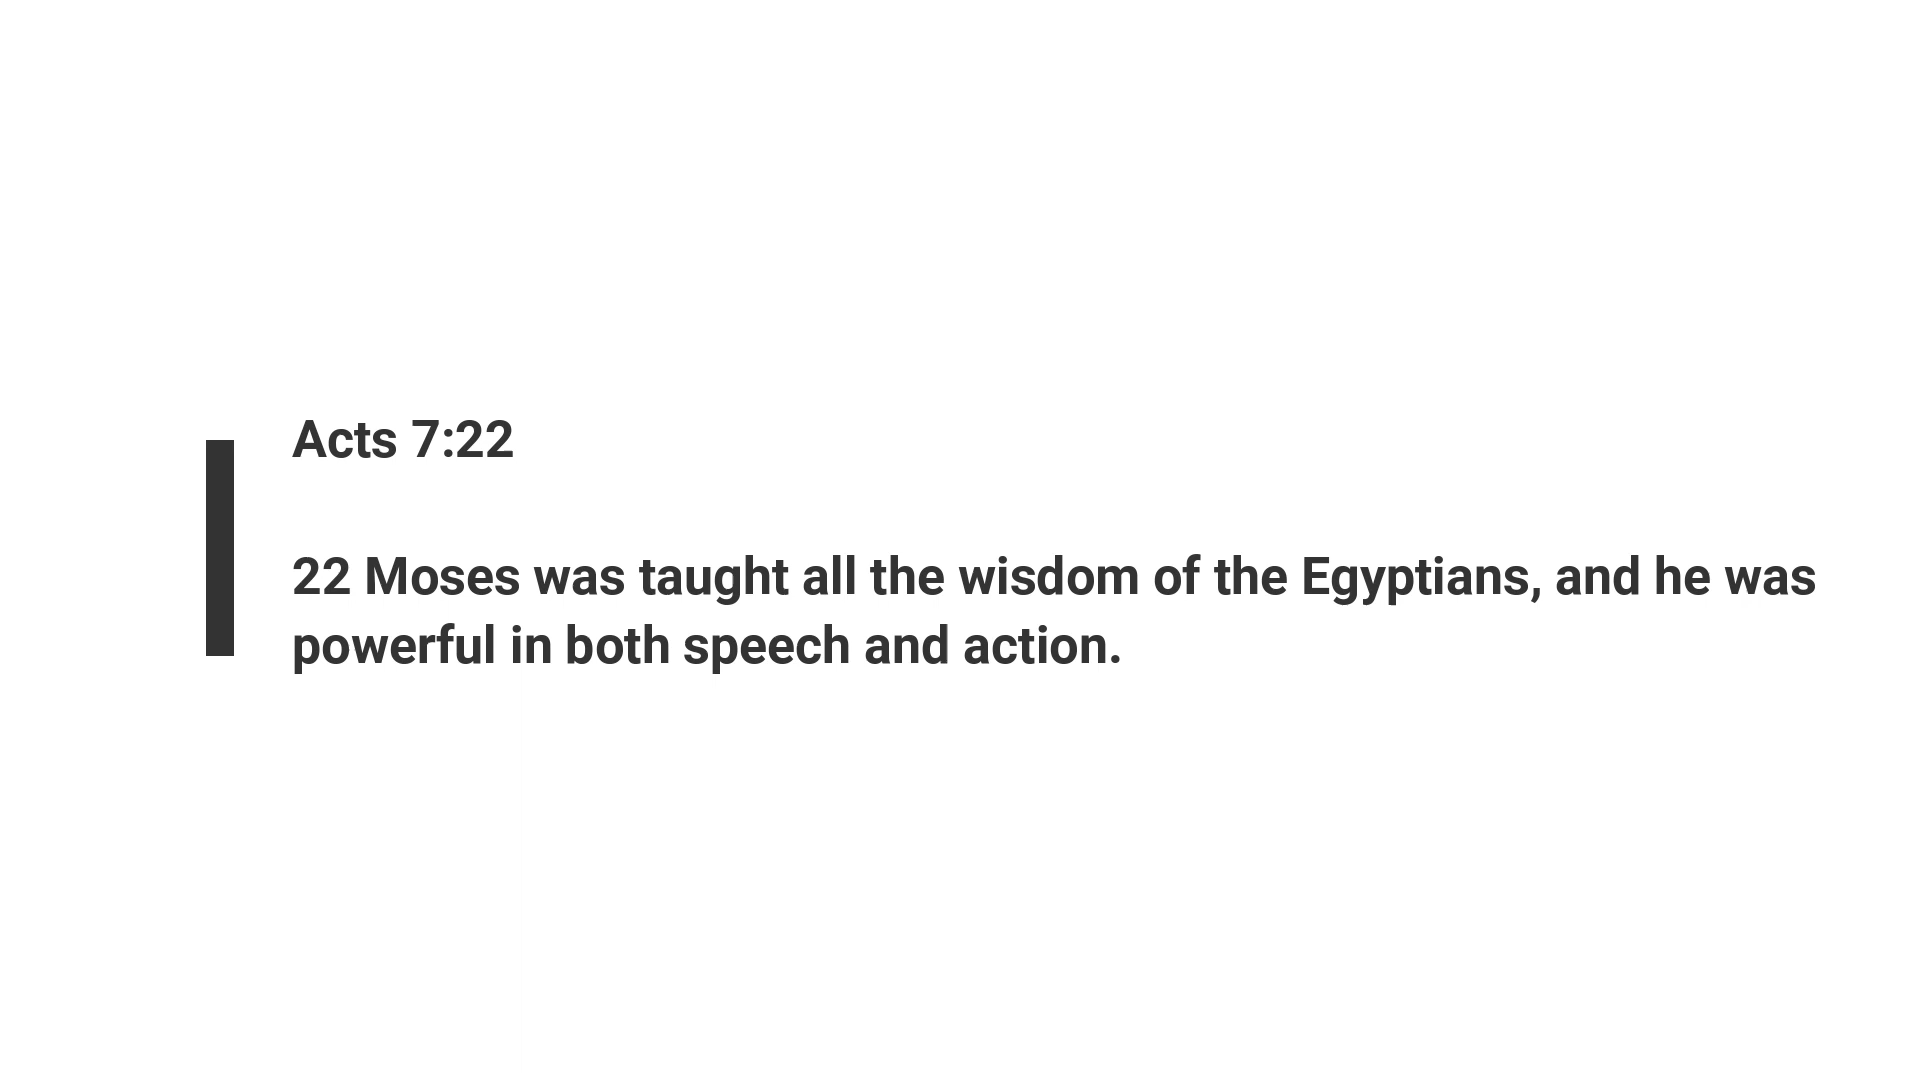 Acts 7:22
22 Moses was taught all the wisdom of the Egyptians, and he was
powerful in both speech and action.